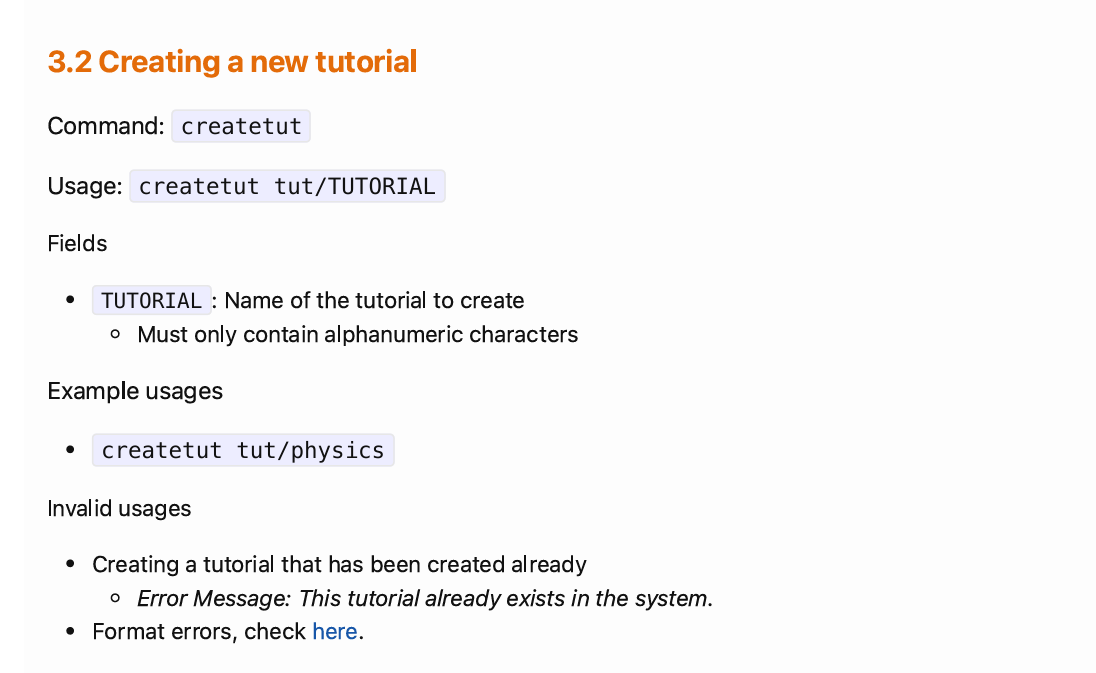 3.2 Creating a new tutorial
Command: createtut
Usage: createtut tut/TUTORIAL
Fields
• TUTORIAL : Name of the tutorial to create
◦ Must only contain alphanumeric characters
Example usages
• createtut tut/physics
Invalid usages
• Creating a tutorial that has been created already
◦ Error Message: This tutorial already exists in the system.
• Format errors, check here.